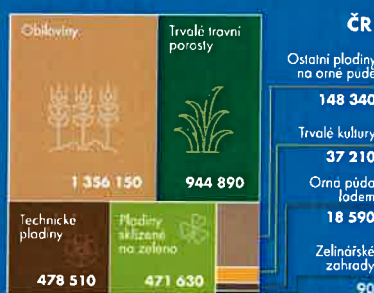 Obiloviny
1 356 150
Trvalé travní
porosty
944 890
Technické
plodiny
478 510
Plodiny
sklizené
na zeleno
471 630
ČR
Ostatní plodiny
na orné půdě
148 340
Trvalé kultury
37 210
Orná půda
ladem
18 590
Zelinářské
zahrady
90